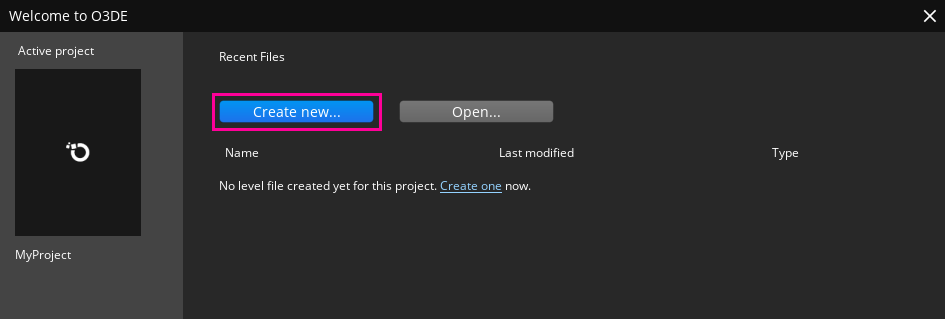 Welcome to O3DE
Active project
MyProject
Recent Files
Create new... Open...
Name Last modified Type
No level file created yet for this project. Create one now.